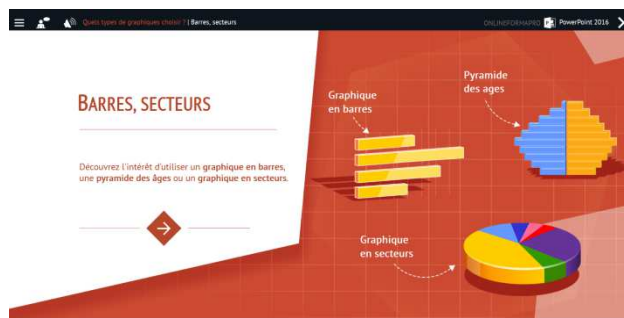 Quels types de graphiques choisir ? | Barres, secteurs
ONLINEFORMAPRO PowerPoint 2016
BARRES, SECTEURS
Découvrez l'intérêt d'utiliser un graphique en barres,
une pyramide des âges ou un graphique en secteurs.
Graphique
en barres
Pyramide
des ages
Graphique
en secteurs